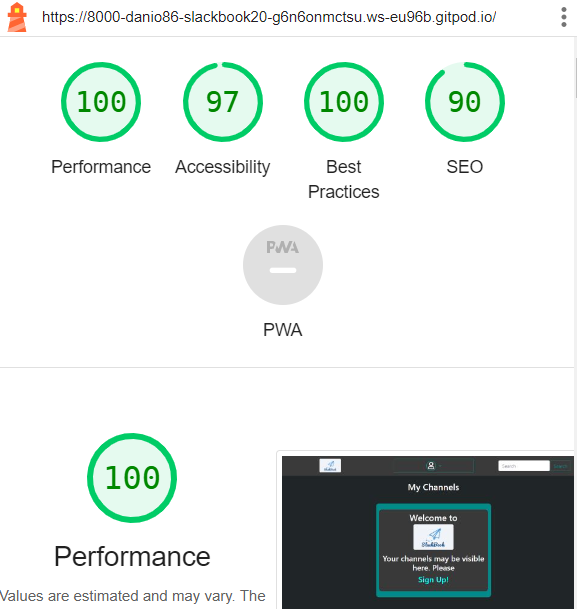 https://8000-danio86-slackbook20-g6n6onmctsu.ws-eu96b.gitpod.io/
100 97 100 90
Performance Accessibility Best Practices SEO
PWA
PWA
100
Performance
Values are estimated and may vary. The
Search
Search
My Channels
Welcome to
SlackBook
Your channels may be visible
here. Please
Sign Up!